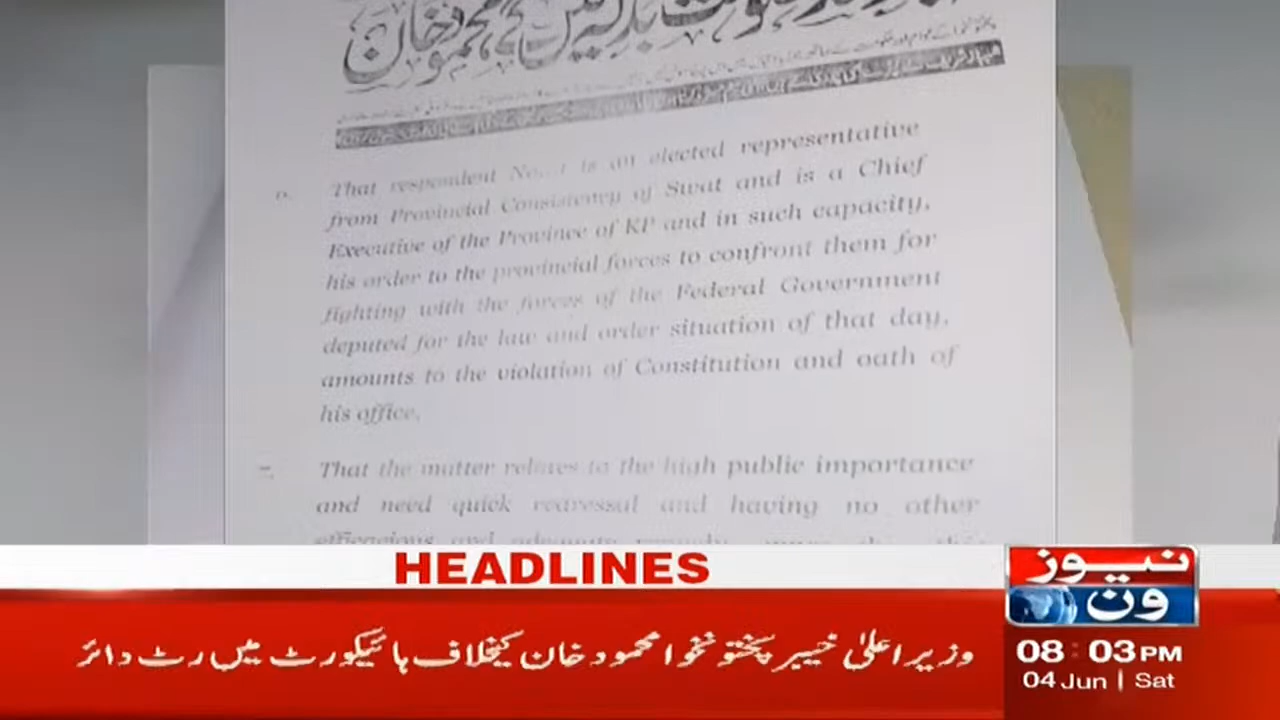 محمود خان
That respondent No. 1 is an elected representative
from Provincial Consistency of Swat and is a Chief
Executive of the Province of KP and in such capacity,
his order to the provincial forces to confront them for
fighting with the forces of the Federal Government
deputed for the law and order situation of that day,
amounts to the violation of Constitution and oath of
his office.
That the matter relates to the high public importance
and need quick redressal and having no other
HEADLINES
نیوز
ون
وزیراعلیٰ خیبرپختونخوا محمود خان کیخلاف ہائیکورٹ میں رٹ دائر
08:03PM
04 Jun | Sat